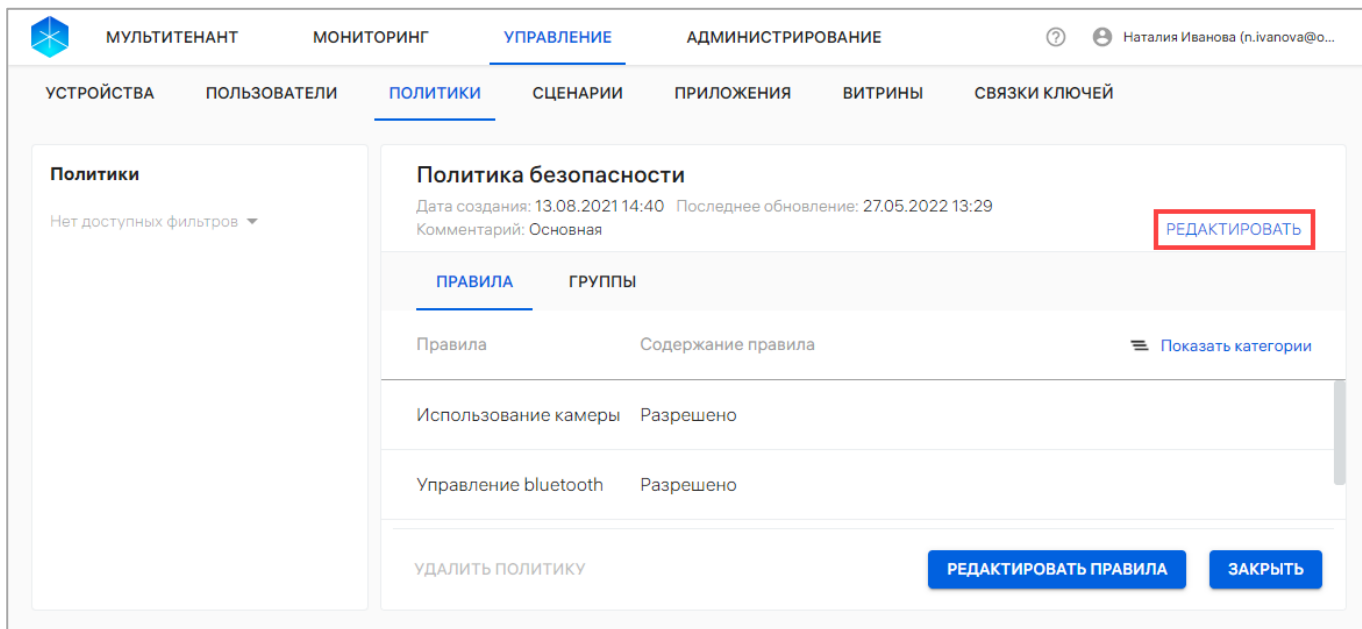 МУЛЬТИТЕНАНТ МОНИТОРИНГ УПРАВЛЕНИЕ АДМИНИСТРИРОВАНИЕ ? Наталия Иванова (n.ivanova@o...
УСТРОЙСТВА ПОЛЬЗОВАТЕЛИ ПОЛИТИКИ СЦЕНАРИИ ПРИЛОЖЕНИЯ ВИТРИНЫ СВЯЗКИ КЛЮЧЕЙ
Политики
Нет доступных фильтров
Политика безопасности
Дата создания: 13.08.2021 14:40 Последнее обновление: 27.05.2022 13:29
Комментарий: Основная
РЕДАКТИРОВАТЬ
ПРАВИЛА ГРУППЫ
Правила Содержание правила Показать категории
Использование камеры Разрешено
Управление bluetooth Разрешено
УДАЛИТЬ ПОЛИТИКУ РЕДАКТИРОВАТЬ ПРАВИЛА ЗАКРЫТЬ